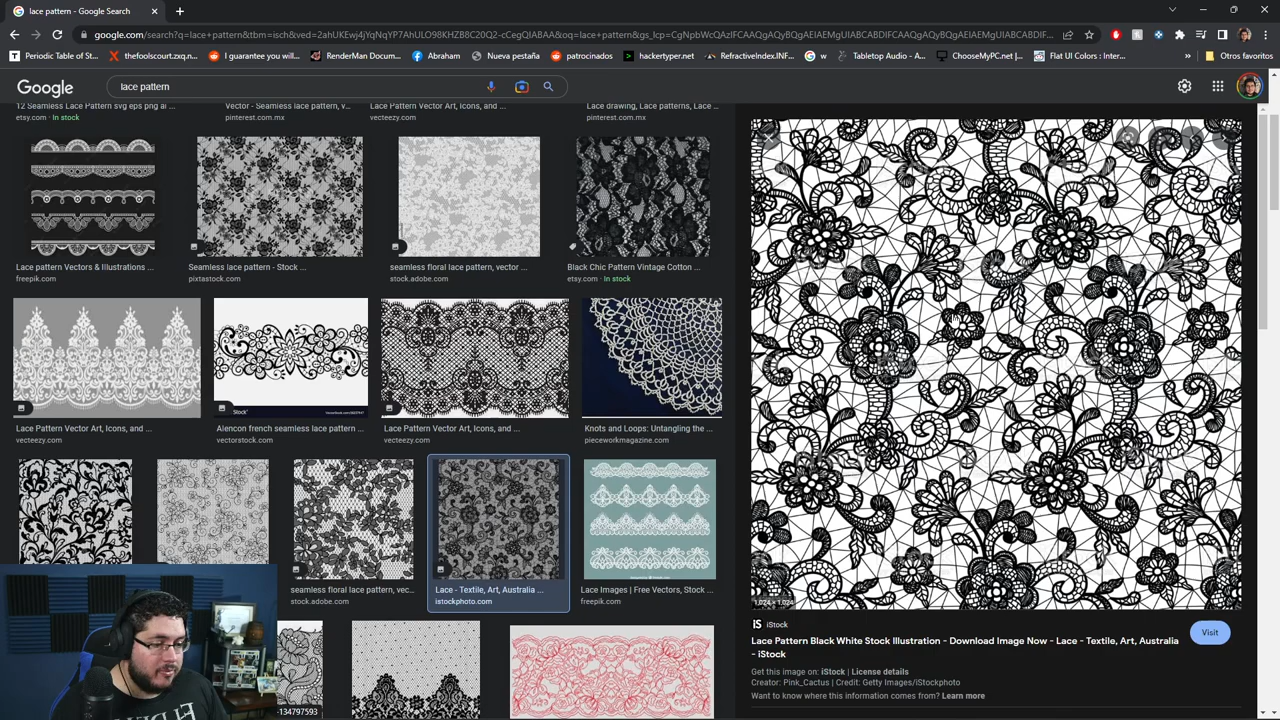 lace pattern - Google Search
google.com/search?q=lace+pattern&tbm=isch&ved=2ahUKEwj4jYqNqYP7AhULO98KHZB8C20Q2-cCegQIABAA&oq=lace+pattern&gs_lcp=CgNpbWcQAzIFCAAQgAQyBQgAEIAEMgUIABCABDIFCAAQgAQyBQgAEIAEMgUIABCABDIFCAAQgAQyBQgAEIAEMgUIABCABDIF...
Periodic Table of St...
thefoolscourt.zxq.n...
I guarantee you will...
RenderMan Docum...
Abraham
Nueva pestaña
patrocinados
hackertyper.net
RefractiveIndex.INF...
w
Tabletop Audio - A...
ChooseMyPC.net |...
Flat UI Colors : Inter...
Otros favoritos
Google
lace pattern
12 Seamless Lace Pattern svg eps png ai ...
etsy.com · In stock
Vector - Seamless pattern, v...
pinterest.com.mx
Lace Pattern Vector Art, Icons, and ...
vecteezy.com
Lace drawing, Lace patterns, Lace ...
pinterest.com.mx
Lace pattern Vectors & Illustrations ...
freepik.com
Seamless lace pattern - Stock ...
pixtastock.com
seamless floral lace pattern, vector ...
stock.adobe.com
Black Chic Pattern Vintage Cotton ...
etsy.com · In stock
Lace Pattern Vector Art, Icons, and ...
vecteezy.com
Alencon french seamless lace pattern ...
vectorstock.com
Lace Pattern Vector Art, Icons, and ...
vecteezy.com
Knots and Loops: Untangling the ...
pieceworkmagazine.com
seamless floral lace pattern, vec...
stock.adobe.com
Lace - Textile, Art, Australia ...
istockphoto.com
Lace Images | Free Vectors, Stock ...
freepik.com
-134797593
1,024 × 1,024
iS iStock
Lace Pattern Black White Stock Illustration - Download Image Now - Lace - Textile, Art, Australia
- iStock
Visit
Get this image on: iStock | License details
Creator: Pink_Cactus | Credit: Getty Images/iStockphoto
Want to know where this information comes from? Learn more